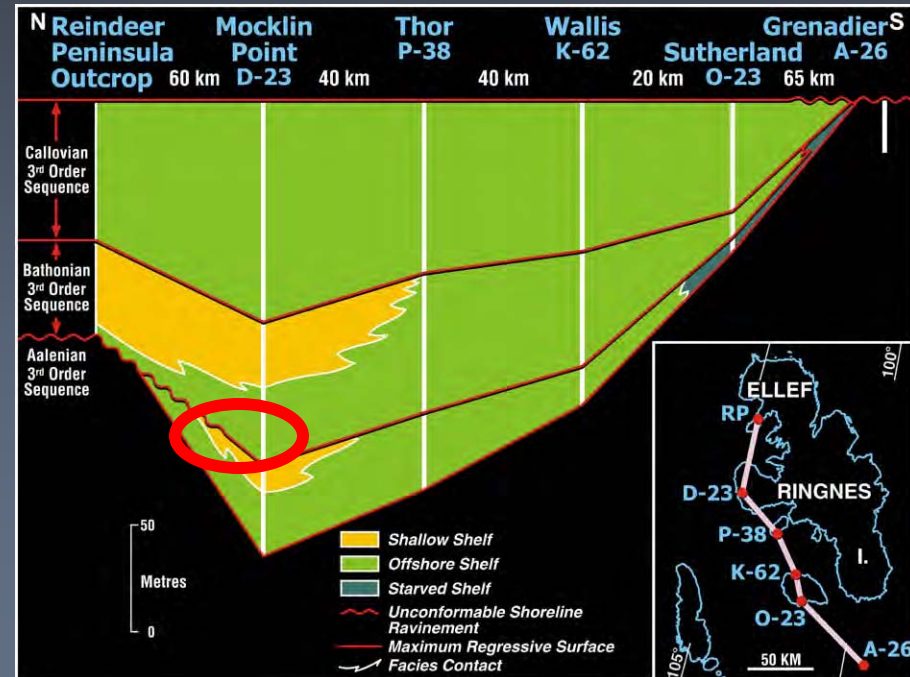 N
Reindeer
Peninsula
Outcrop
60 km
Mocklin
Point
D-23
40 km
Thor
P-38
40 km
Wallis
K-62
20 km
Sutherland
O-23
65 km
Grenadier
A-26
S
Callovian
3rd Order
Sequence
Bathonian
3rd Order
Sequence
Aalenian
3rd Order
Sequence
50
Metres
0
Shallow Shelf
Offshore Shelf
Starved Shelf
Unconformable Shoreline
Ravinement
Maximum Regressive Surface
Facies Contact
100°
ELLEF
RP
D-23
RINGNES
P-38
I.
K-62
O-23
A-26
105°
50 KM